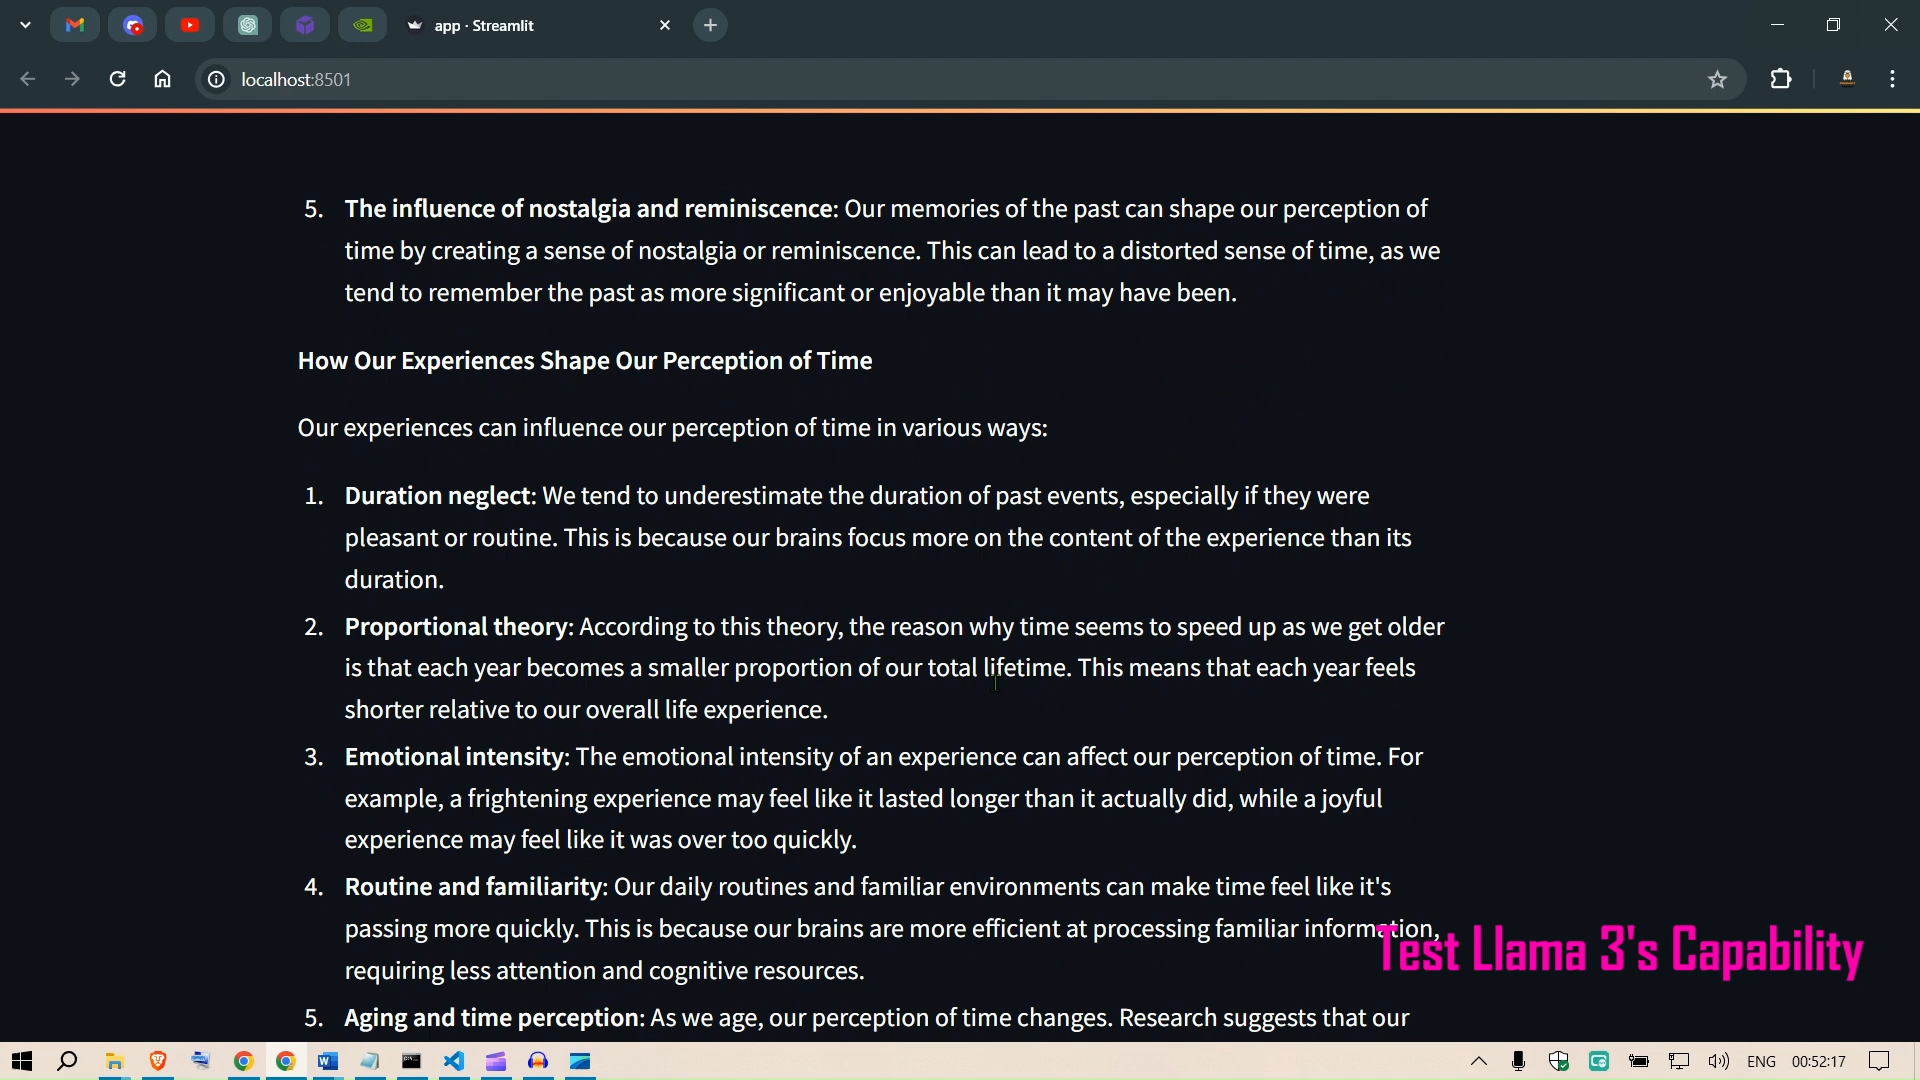 app · Streamlit
localhost:8501
5. The influence of nostalgia and reminiscence: Our memories of the past can shape our perception of
time by creating a sense of nostalgia or reminiscence. This can lead to a distorted sense of time, as we
tend to remember the past as more significant or enjoyable than it may have been.
How Our Experiences Shape Our Perception of Time
Our experiences can influence our perception of time in various ways:
1. Duration neglect: We tend to underestimate the duration of past events, especially if they were
pleasant or routine. This is because our brains focus more on the content of the experience than its
duration.
2. Proportional theory: According to this theory, the reason why time seems to speed up as we get older
is that each year becomes a smaller proportion of our total lifetime. This means that each year feels
shorter relative to our overall life experience.
3. Emotional intensity: The emotional intensity of an experience can affect our perception of time. For
example, a frightening experience may feel like it lasted longer than it actually did, while a joyful
experience may feel like it was over too quickly.
4. Routine and familiarity: Our daily routines and familiar environments can make time feel like it's
passing more quickly. This is because our brains are more efficient at processing familiar information,
requiring less attention and cognitive resources.
Test Llama 3's Capability
5. Aging and time perception: As we age, our perception of time changes. Research suggests that our
ENG 00:52:17